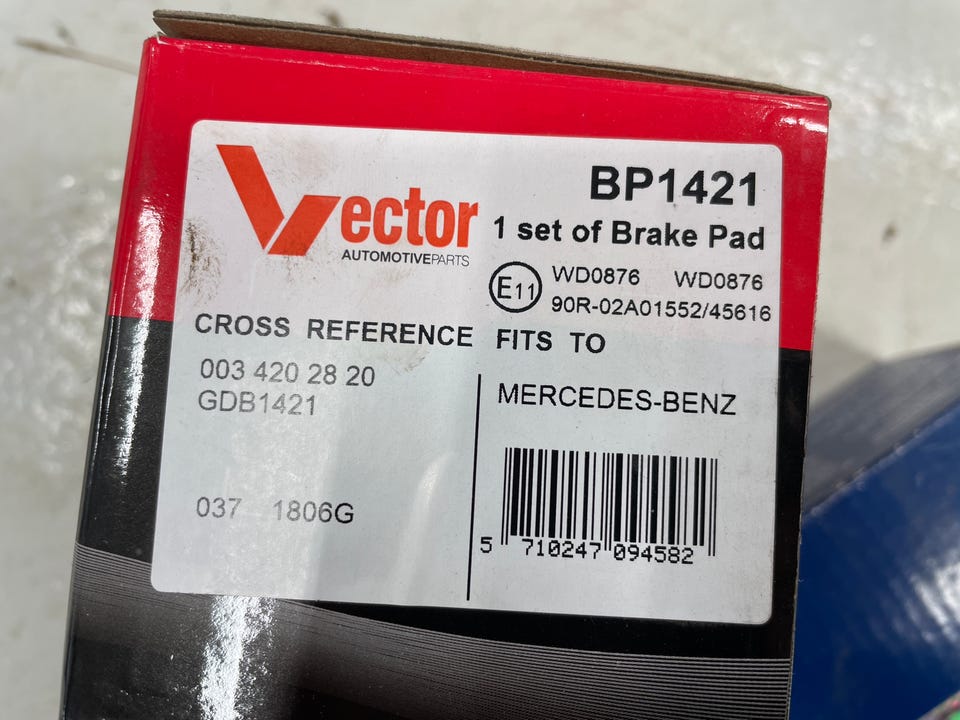 Vector
AUTOMOTIVEPARTS
BP1421
1 set of Brake Pad
E11
WD0876 WD0876
90R-02A01552/45616
CROSS REFERENCE FITS TO
003 420 28 20
GDB1421
MERCEDES-BENZ
037 1806G
5 710247 094582